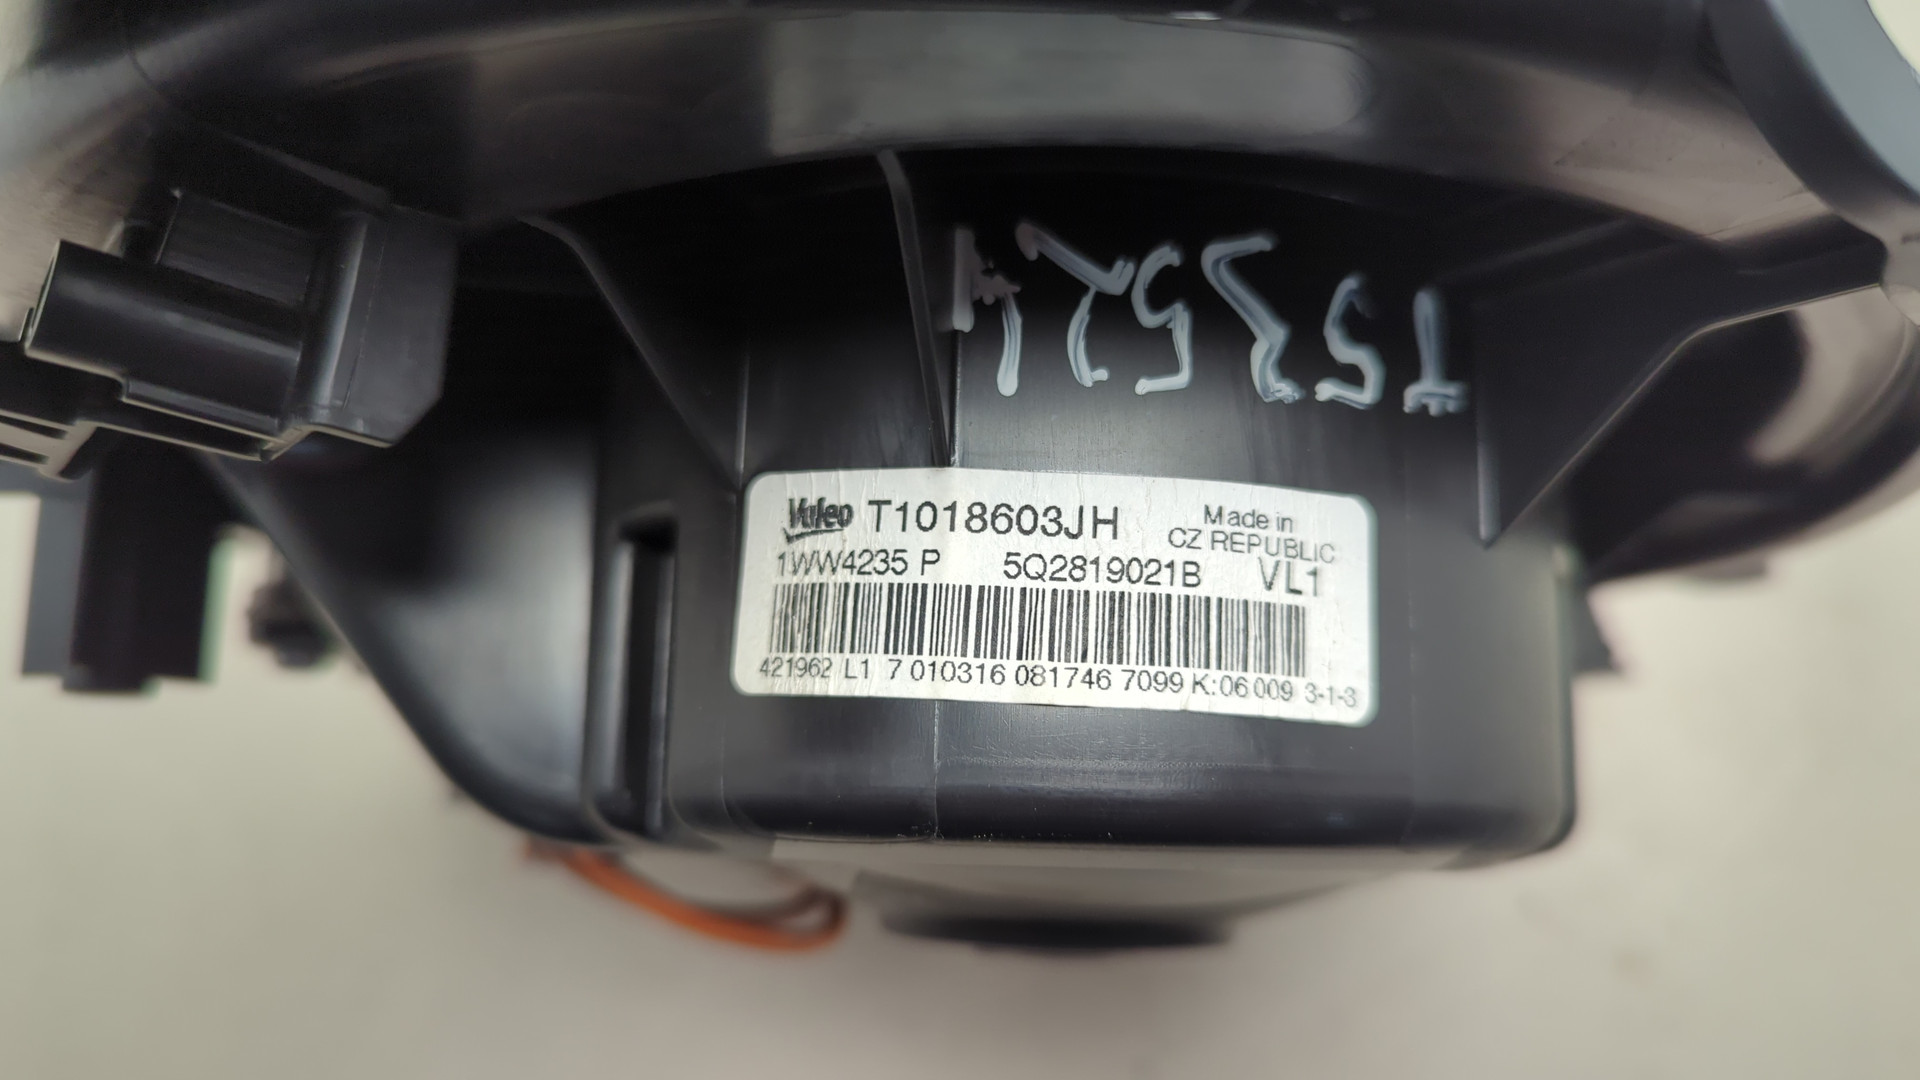 T53524
Valeo T1018603JH
Made in
CZ REPUBLIC
1WW4235 P 5Q2819021B VL1
421962 L1 7 010316 081746 7099 K:06 009 3-1-3